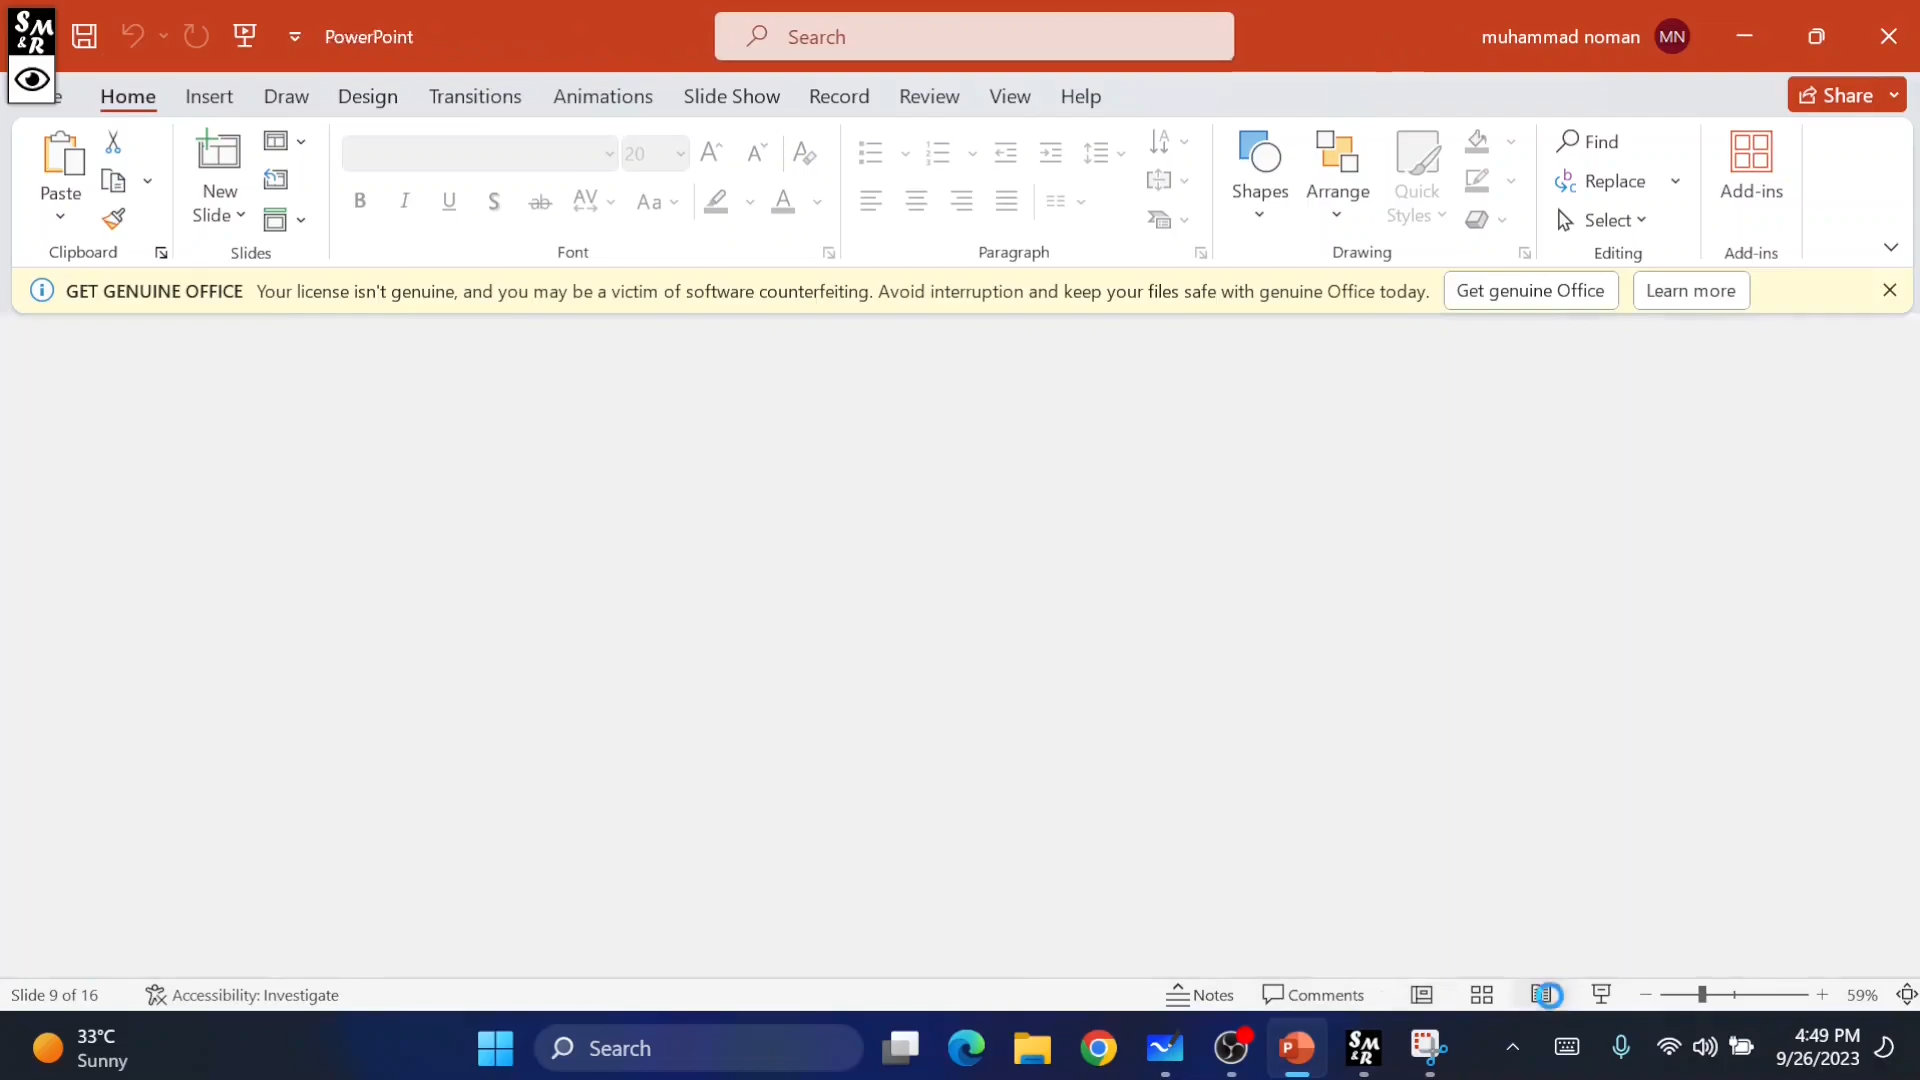 SM
&R
PowerPoint
Search
muhammad noman
MN
Home
Insert
Draw
Design
Transitions
Animations
Slide Show
Record
Review
View
Help
Share
Paste
New
Slide
20
Aa
Shapes
Arrange
Quick
Styles
Find
Replace
Select
Add-ins
Clipboard
Slides
Font
Paragraph
Drawing
Editing
Add-ins
GET GENUINE OFFICE Your license isn't genuine, and you may be a victim of software counterfeiting. Avoid interruption and keep your files safe with genuine Office today.
Get genuine Office
Learn more
Slide 9 of 16
Accessibility: Investigate
Notes
Comments
59%
33°C
Sunny
Search
SM
&R
4:49 PM
9/26/2023